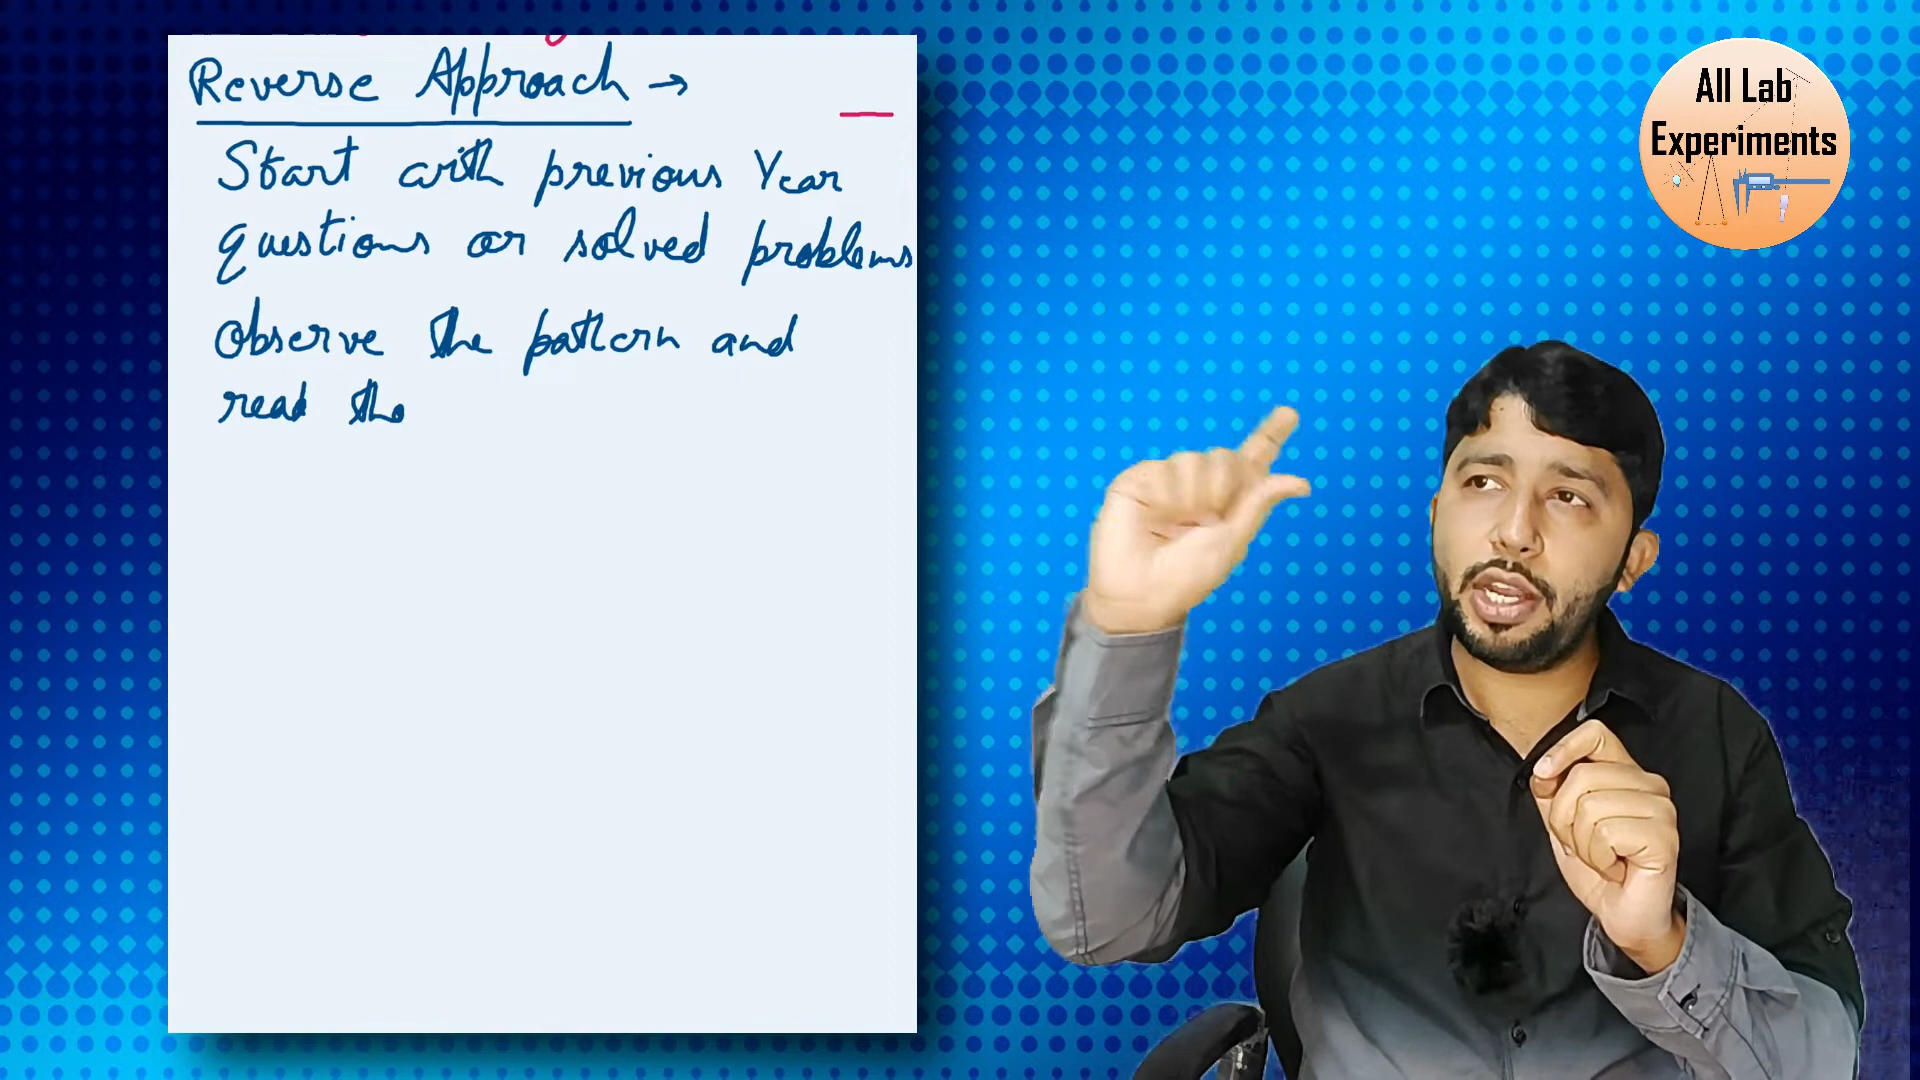 Reverse Approach →
Start with previous Year
questions or solved problems
observe the pattern and
read the
All Lab
Experiments